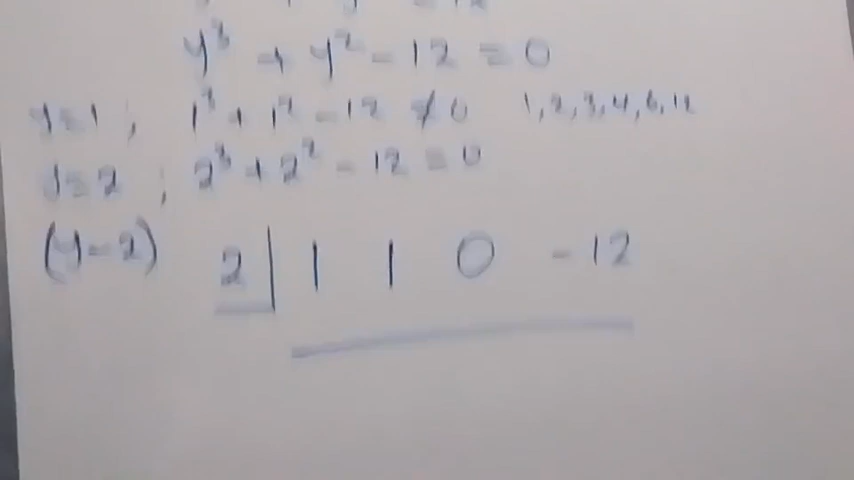 y³ + y² - 12 = 0
y=1 ; 1³ + 1² - 12 ≠ 0 1,2,3,4,6,12
y=2 ; 2³ + 2² - 12 = 0
(y-2) 2 | 1 1 0 -12